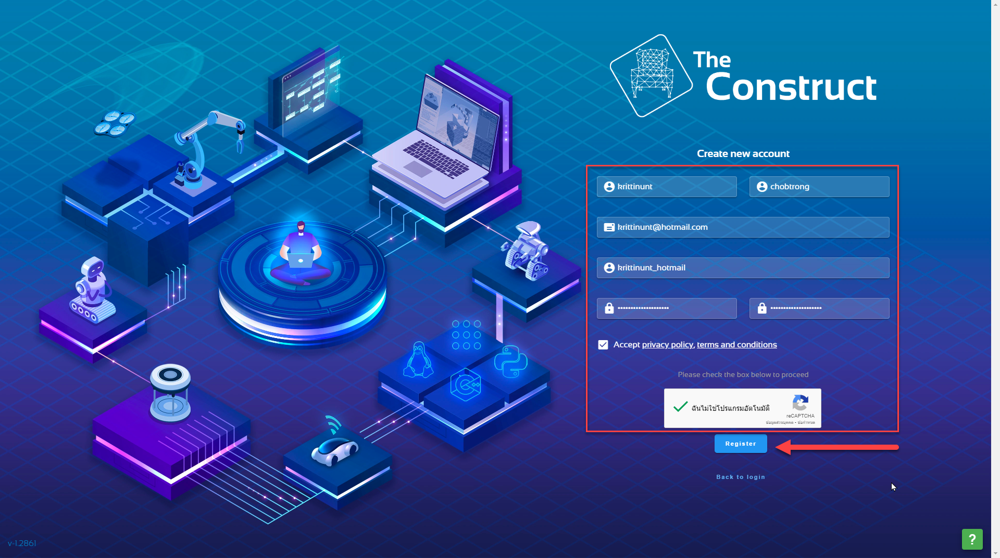 The
Construct
Create new account
krittinunt
chobtrong
krittinunt@hotmail.com
krittinunt_hotmail
••••••••••••••••••••
••••••••••••••••••••
Accept privacy policy, terms and conditions
Please check the box below to proceed
ฉันไม่ใช่โปรแกรมอัตโนมัติ
reCAPTCHA
ข้อมูลส่วนบุคคล - ข้อกำหนด
Register
Back to login
v-1.2861
?